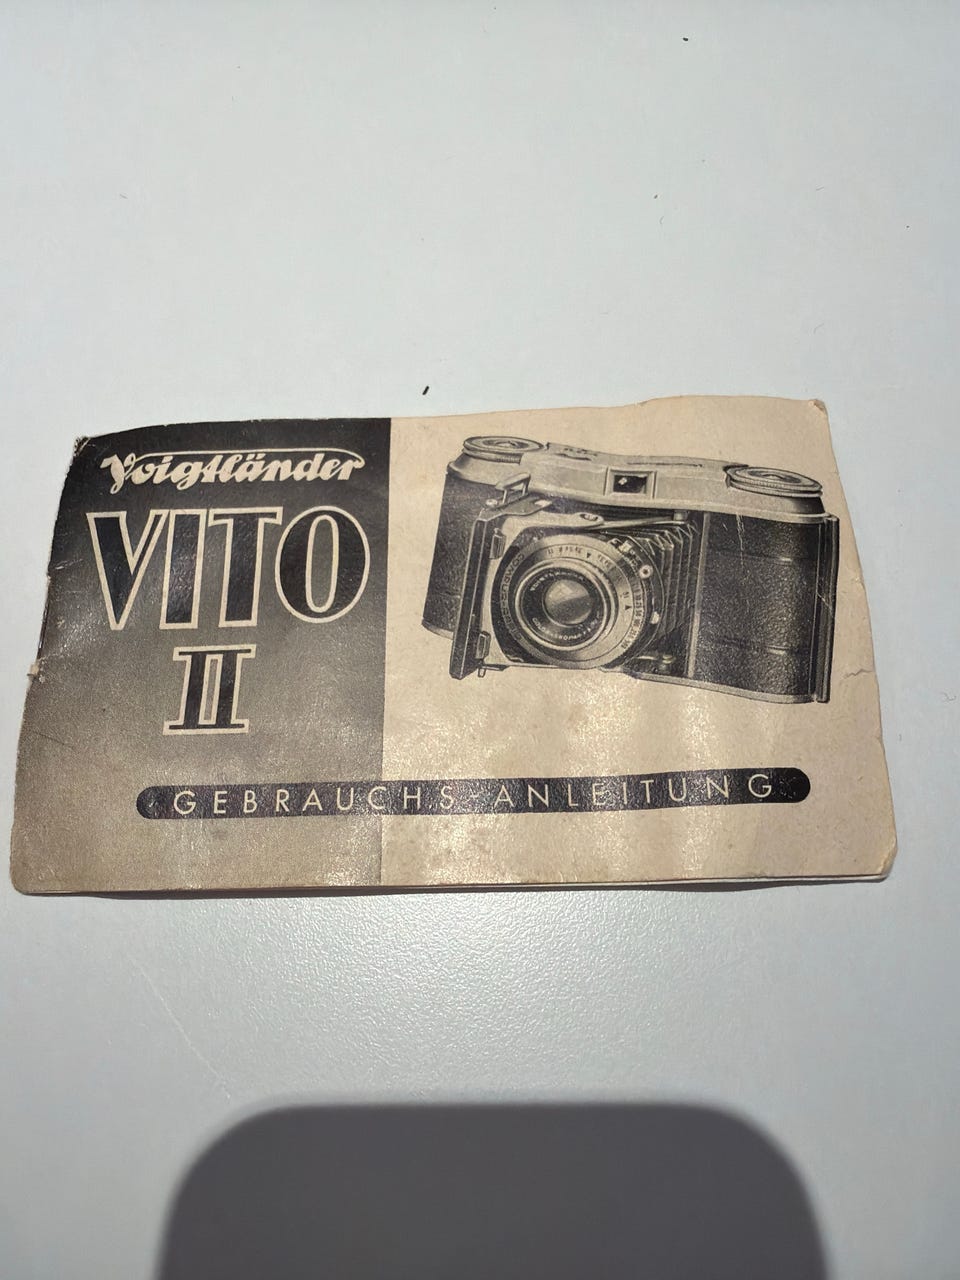 Voigtländer
VITO
II
GEBRAUCHS-ANLEITUNG